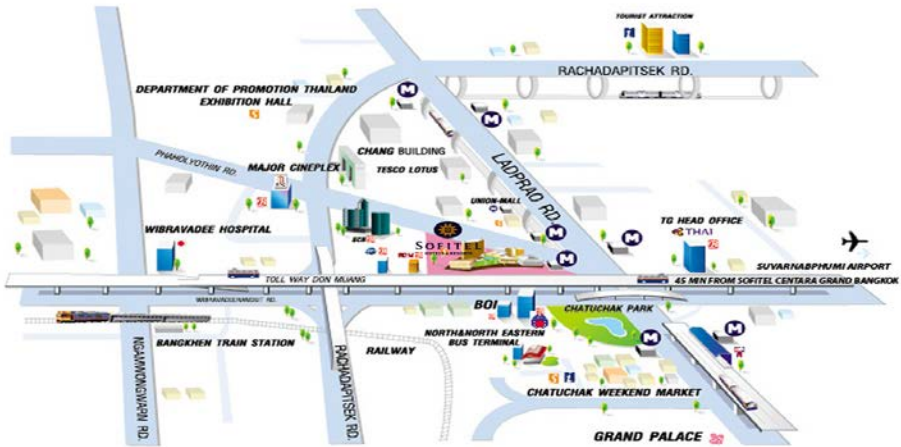 TOURIST ATTRACTION
RACHADAPITSEK RD.
DEPARTMENT OF PROMOTION THAILAND
EXHIBITION HALL
M
M
PHAHOLYOTHIN RD.
MAJOR CINEPLEX
CHANG BUILDING
TESCO LOTUS
LADPRAO RD.
UNION-MALL
M
M
WIBRAVADEE HOSPITAL
SCB
SOFITEL
TG HEAD OFFICE
THAI
M
SUVARNABHUMI AIRPORT
TOLL WAY DON MUANG
45 MIN FROM SOFITEL CENTARA GRAND BANGKOK
BOI
CHATUCHAK PARK
NORTH&NORTH EASTERN
BUS TERMINAL
M
M
BANGKHEN TRAIN STATION
RAILWAY
NGAMWONGWARN RD.
RACHADAPITSEK RD.
CHATUCHAK WEEKEND MARKET
GRAND PALACE